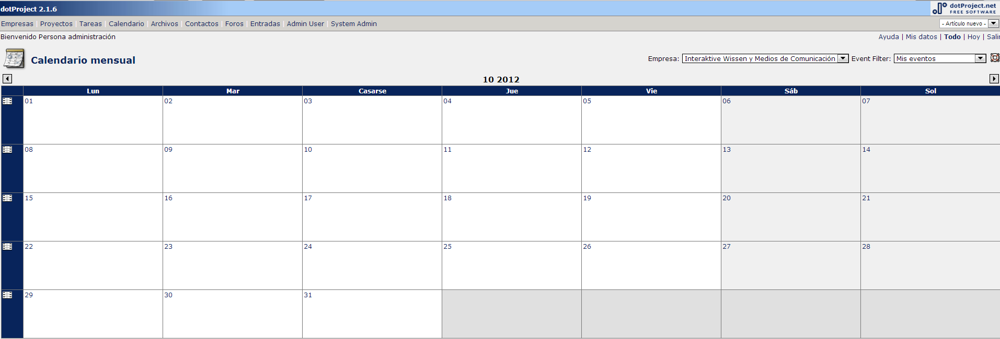 dotProject 2.1.6
dotProject.net
FREE SOFTWARE
Empresas | Proyectos | Tareas | Calendario | Archivos | Contactos | Foros | Entradas | Admin User | System Admin
- Artículo nuevo -
Bienvenido Persona administración
Ayuda | Mis datos | Todo | Hoy | Salir
Calendario mensual
Empresa: Interaktive Wissen y Medios de Comunicación Event Filter: Mis eventos
10 2012
Lun Mar Casarse Jue Vie Sáb Sol
01 02 03 04 05 06 07
08 09 10 11 12 13 14
15 16 17 18 19 20 21
22 23 24 25 26 27 28
29 30 31